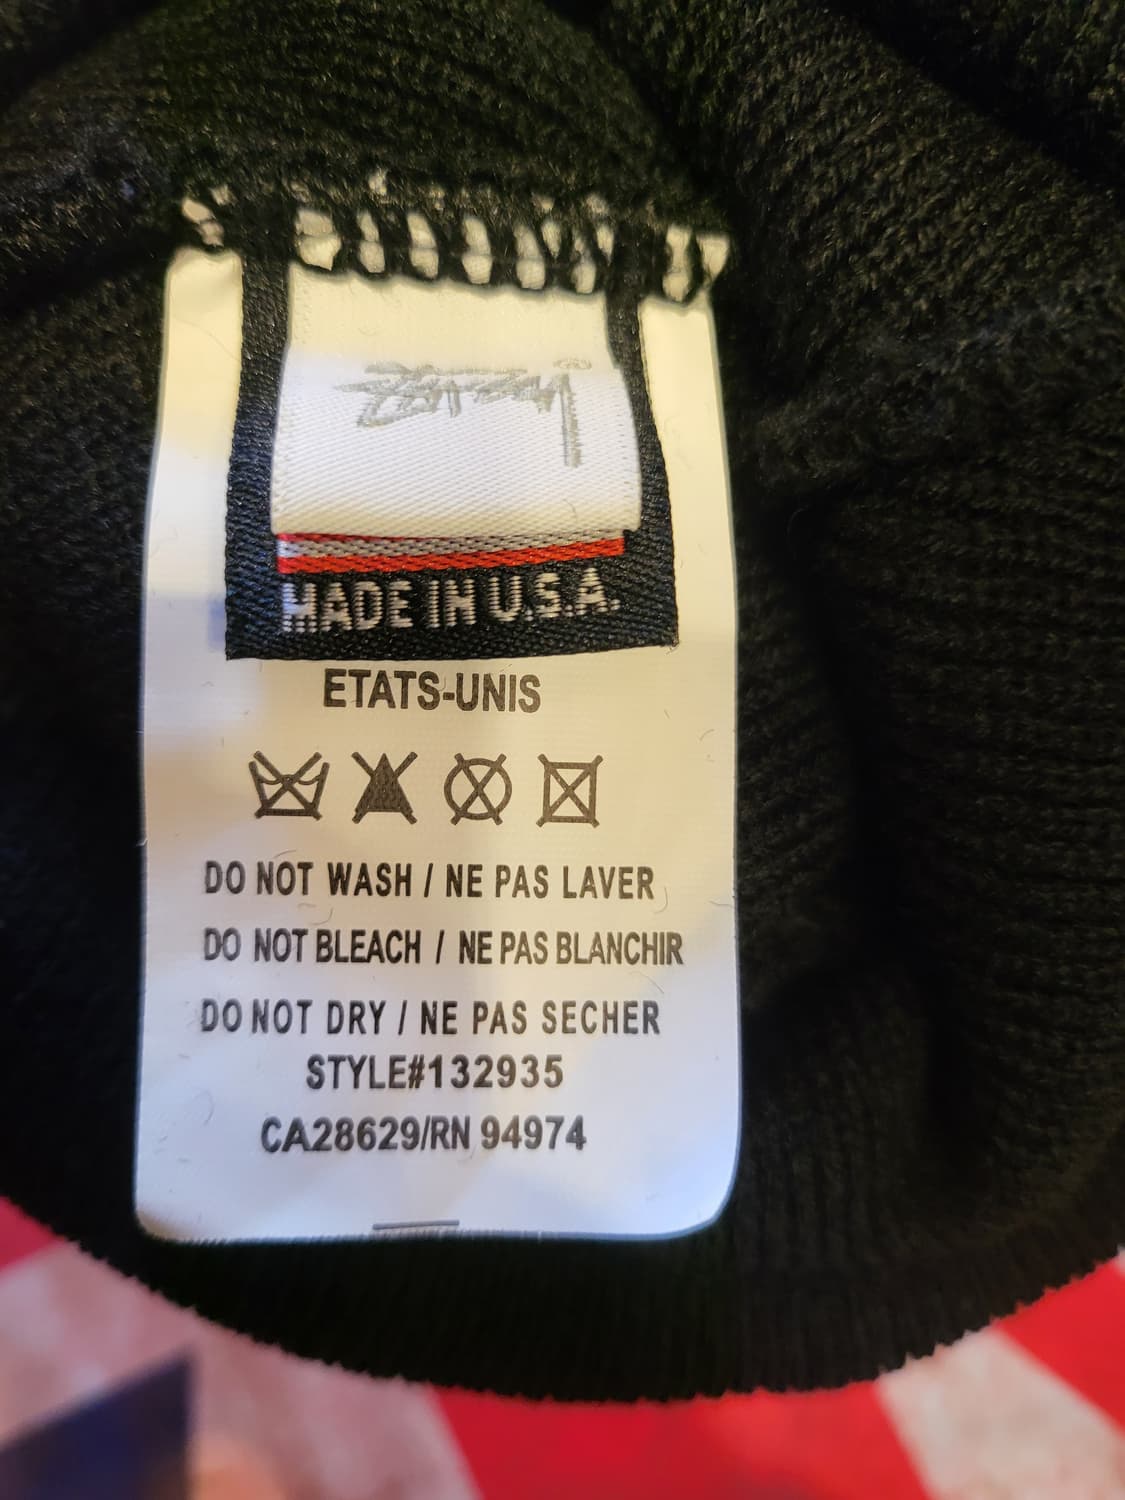 ®
MADE IN U.S.A.
ETATS-UNIS
DO NOT WASH / NE PAS LAVER
DO NOT BLEACH / NE PAS BLANCHIR
DO NOT DRY / NE PAS SECHER
STYLE#132935
CA28629/RN 94974